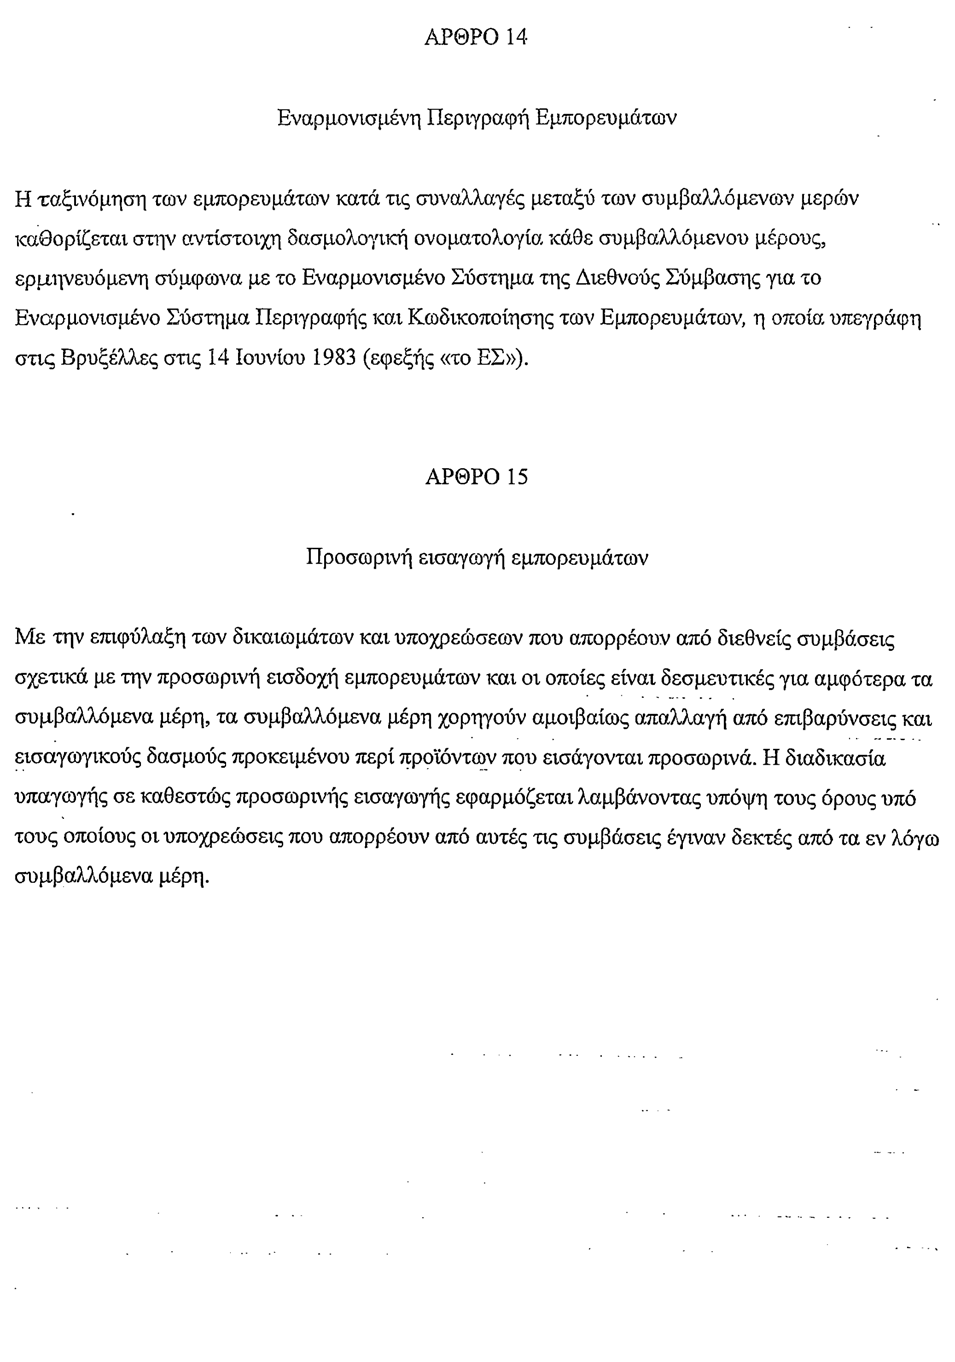 ΑΡΘΡΟ 14
Εναρμονισμένη Περιγραφή Εμπορευμάτων
Η ταξινόμηση των εμπορευμάτων κατά τις συναλλαγές μεταξύ των συμβαλλόμενων μερών
καθορίζεται στην αντίστοιχη δασμολογική ονοματολογία κάθε συμβαλλόμενου μέρους,
ερμηνευόμενη σύμφωνα με το Εναρμονισμένο Σύστημα της Διεθνούς Σύμβασης για το
Εναρμονισμένο Σύστημα Περιγραφής και Κωδικοποίησης των Εμπορευμάτων, η οποία υπεγράφη
στις Βρυξέλλες στις 14 Ιουνίου 1983 (εφεξής «το ΕΣ»).
ΑΡΘΡΟ 15
Προσωρινή εισαγωγή εμπορευμάτων
Με την επιφύλαξη των δικαιωμάτων και υποχρεώσεων που απορρέουν από διεθνείς συμβάσεις
σχετικά με την προσωρινή εισδοχή εμπορευμάτων και οι οποίες είναι δεσμευτικές για αμφότερα τα
συμβαλλόμενα μέρη, τα συμβαλλόμενα μέρη χορηγούν αμοιβαίως απαλλαγή από επιβαρύνσεις και
εισαγωγικούς δασμούς προκειμένου περί προϊόντων που εισάγονται προσωρινά. Η διαδικασία
υπαγωγής σε καθεστώς προσωρινής εισαγωγής εφαρμόζεται λαμβάνοντας υπόψη τους όρους υπό
τους οποίους οι υποχρεώσεις που απορρέουν από αυτές τις συμβάσεις έγιναν δεκτές από τα εν λόγω
συμβαλλόμενα μέρη.